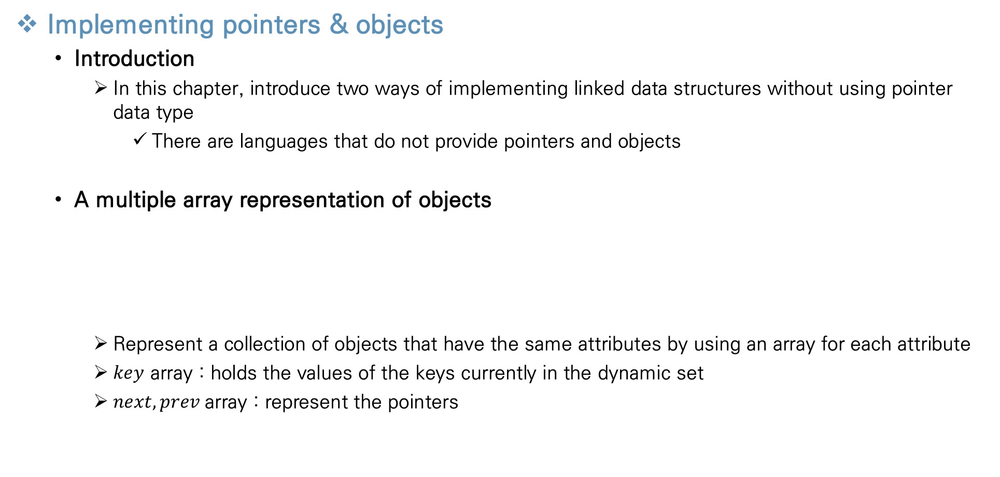 ❖ Implementing pointers & objects
• Introduction
➢ In this chapter, introduce two ways of implementing linked data structures without using pointer
data type
✓ There are languages that do not provide pointers and objects
• A multiple array representation of objects
➢ Represent a collection of objects that have the same attributes by using an array for each attribute
➢ key array : holds the values of the keys currently in the dynamic set
➢ next, prev array : represent the pointers